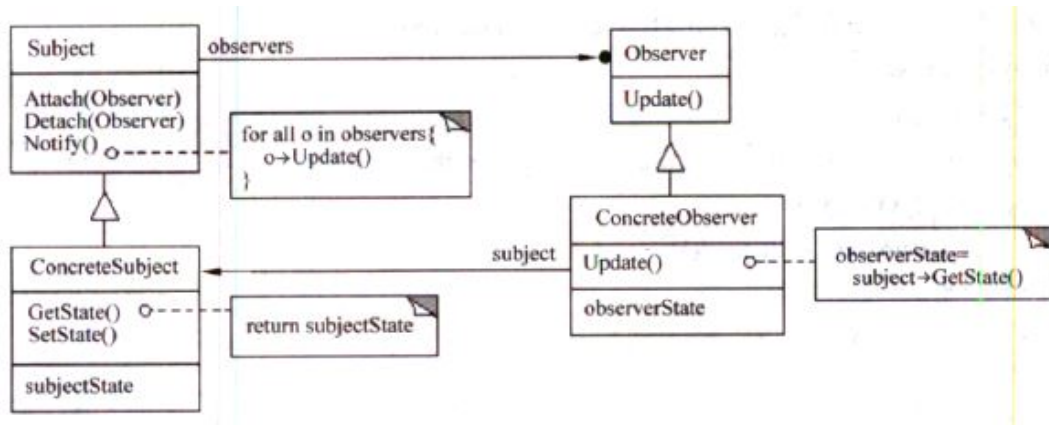 Subject
Attach(Observer)
Detach(Observer)
Notify()
observers
Observer
Update()
for all o in observers{
o→Update()
}
ConcreteSubject
GetState()
SetState()
subjectState
return subjectState
subject
ConcreteObserver
Update()
observerState
observerState=
subject→GetState()